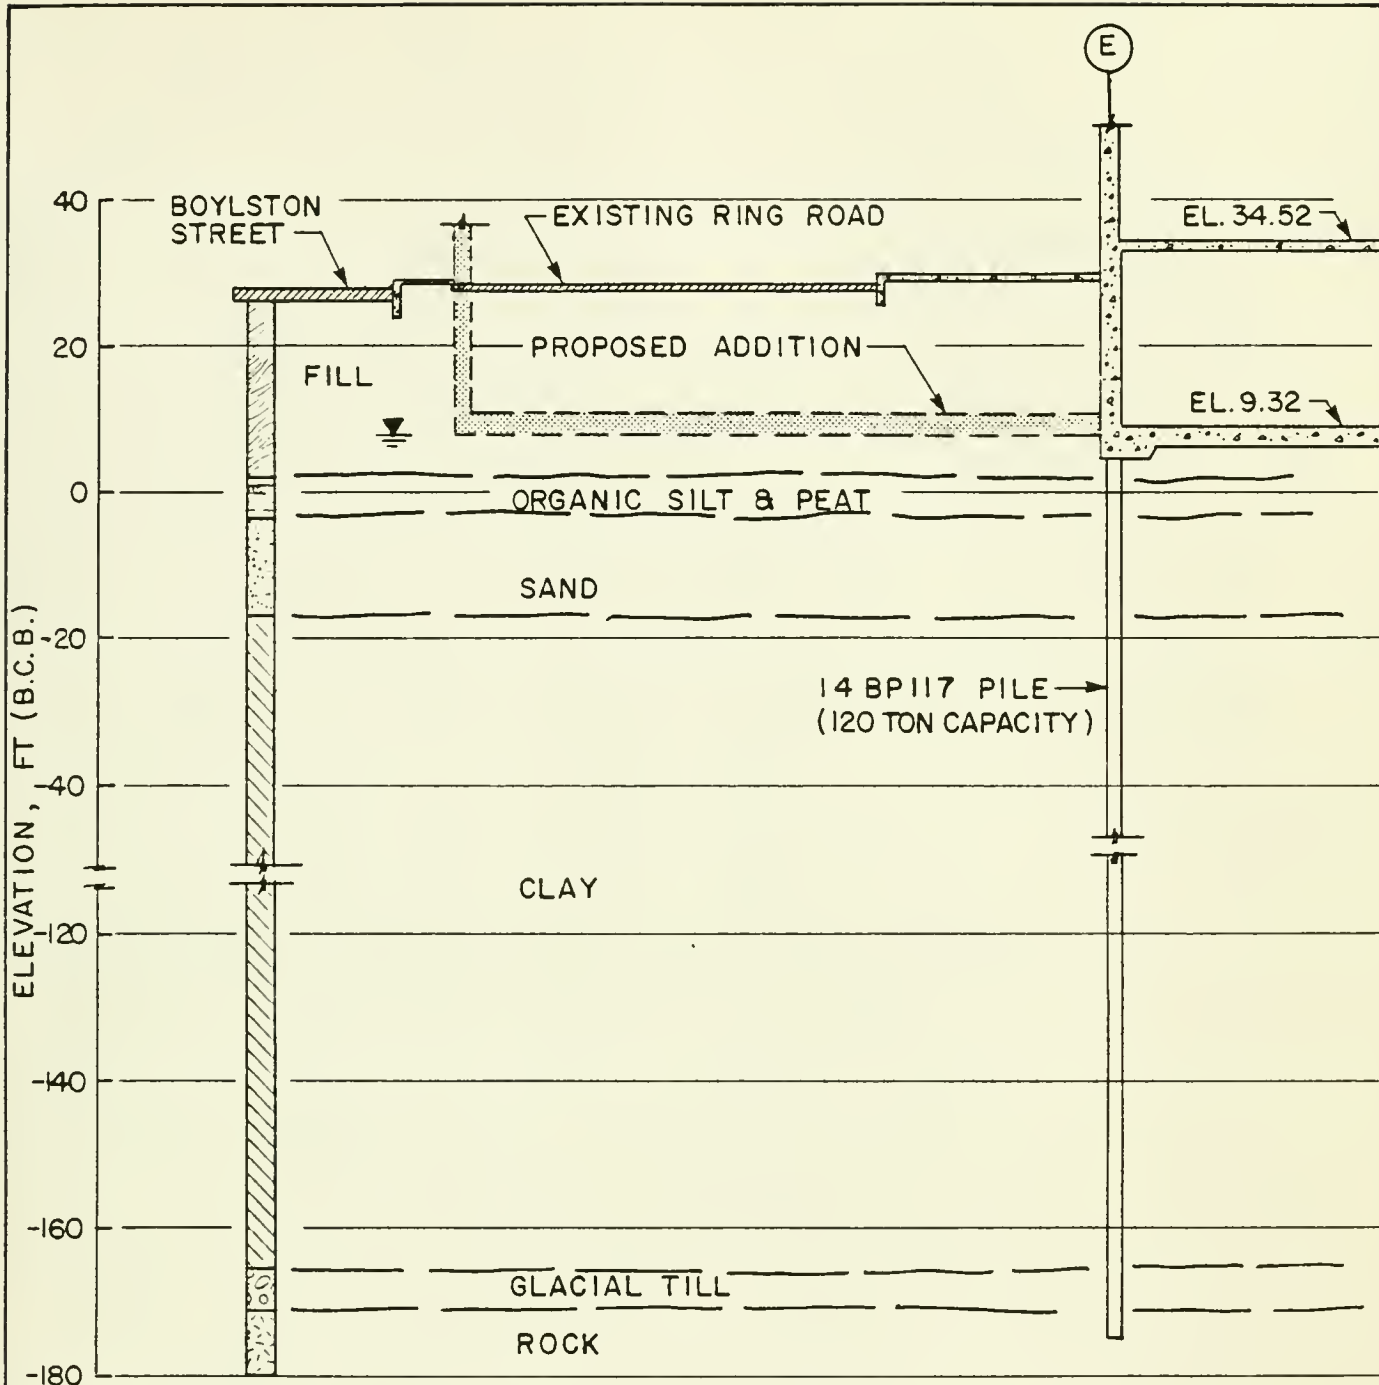 E
40
BOYLSTON
STREET
EXISTING RING ROAD
EL. 34.52
20
PROPOSED ADDITION
FILL
EL. 9.32
0
ORGANIC SILT & PEAT
SAND
-20
14 BP117 PILE
(120 TON CAPACITY)
-40
ELEVATION, FT (B.C.B.)
CLAY
-120
-140
-160
GLACIAL TILL
ROCK
-180